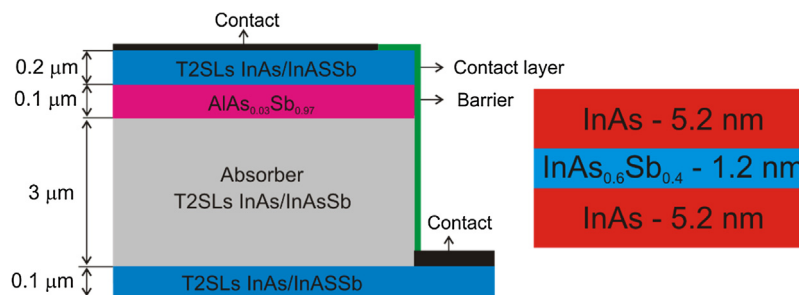 Contact
0.2 μm
T2SLs InAs/InASSb
Contact layer
0.1 μm
AlAs0.03Sb0.97
Barrier
InAs - 5.2 nm
InAs0.6Sb0.4 - 1.2 nm
InAs - 5.2 nm
3 μm
Absorber
T2SLs InAs/InAsSb
Contact
0.1 μm
T2SLs InAs/InASSb